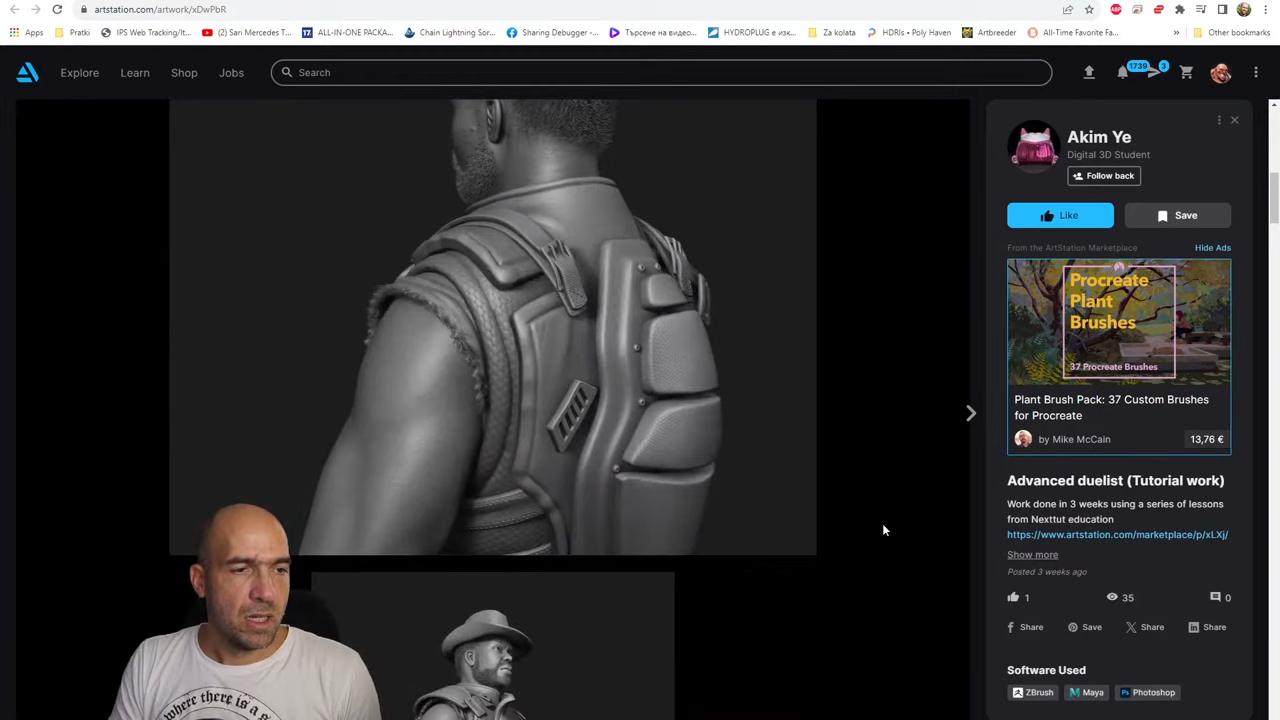 artstation.com/artwork/xDwPbR
Apps
Pratki
IPS Web Tracking/It...
(2) Sari Mercedes T...
ALL-IN-ONE PACKA...
Chain Lightning Sor...
Sharing Debugger -...
Търсене на видео...
HYDROPLUG е изк...
Za kolata
HDRIs • Poly Haven
Artbreeder
All-Time Favorite Fa...
»
Other bookmarks
Explore
Learn
Shop
Jobs
Search
1739
3
Akim Ye
Digital 3D Student
Follow back
Like
Save
From the ArtStation Marketplace
Hide Ads
Procreate
Plant
Brushes
37 Procreate Brushes
Plant Brush Pack: 37 Custom Brushes
for Procreate
by Mike McCain
13,76 €
Advanced duelist (Tutorial work)
Work done in 3 weeks using a series of lessons
from Nexttut education
https://www.artstation.com/marketplace/p/xLXj/
Show more
Posted 3 weeks ago
1
35
0
Share
Save
Share
Share
Software Used
ZBrush
Maya
Photoshop
where there is a s